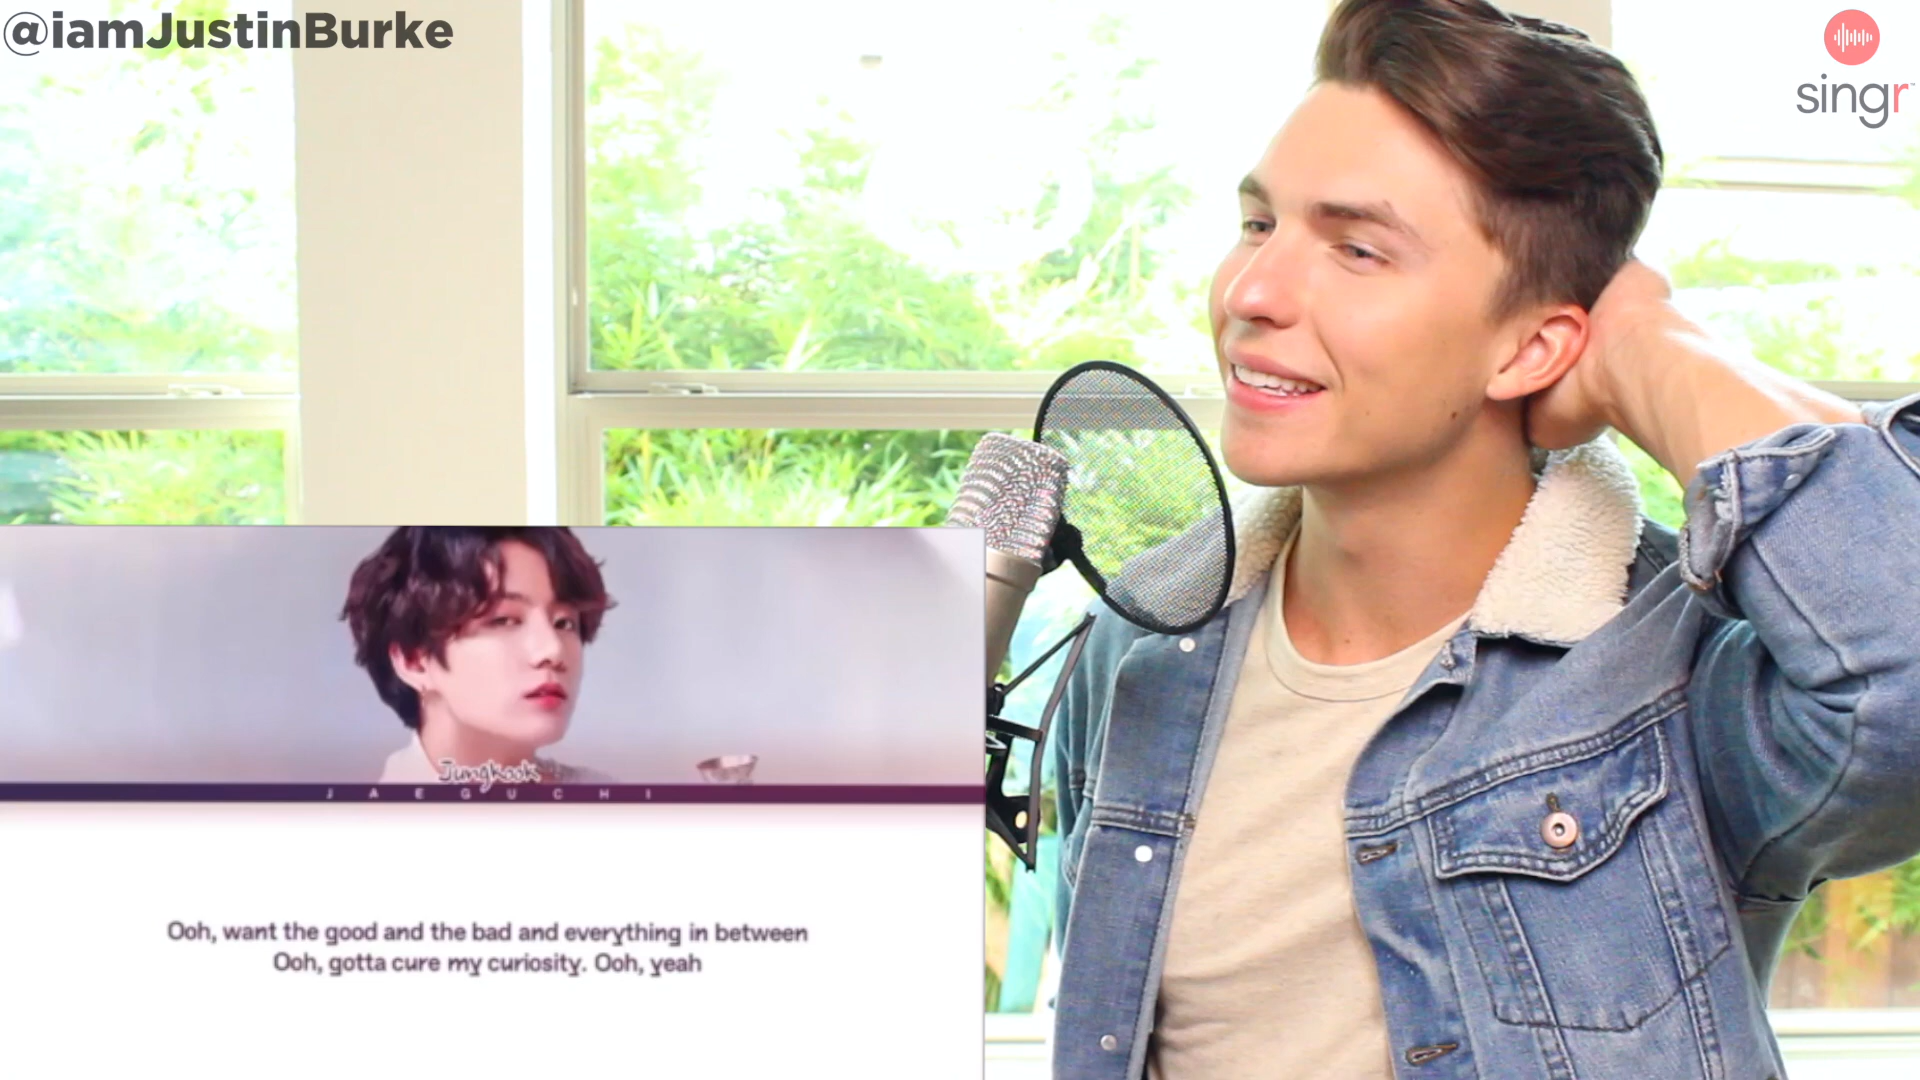 @iamJustinBurke
singr
Jungkook
JAEGUCHI
Ooh, want the good and the bad and everything in between
Ooh, gotta cure my curiosity. Ooh, yeah